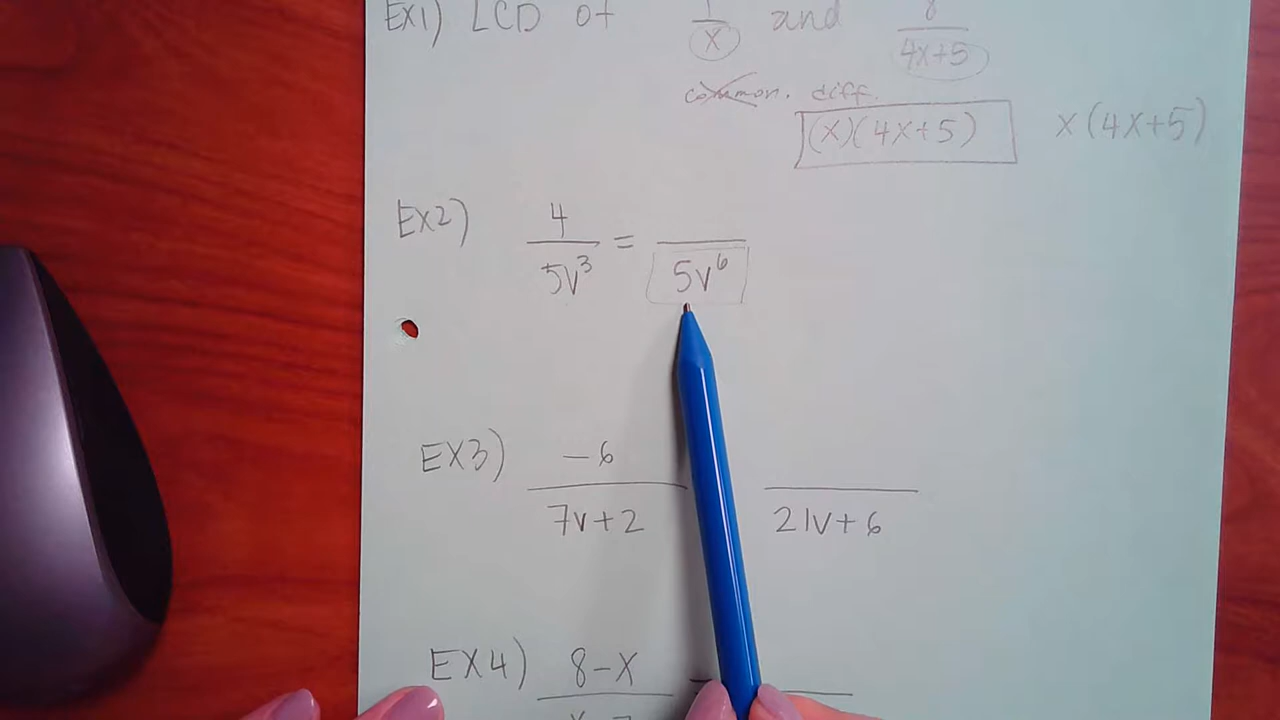 EX1) LCD of 1/x and 8/4x+5
common. diff.
(x)(4x+5) x(4x+5)
EX2) 4/5v³ = /5v⁶
EX3) -6/7v+2 /21v+6
EX4) 8-x